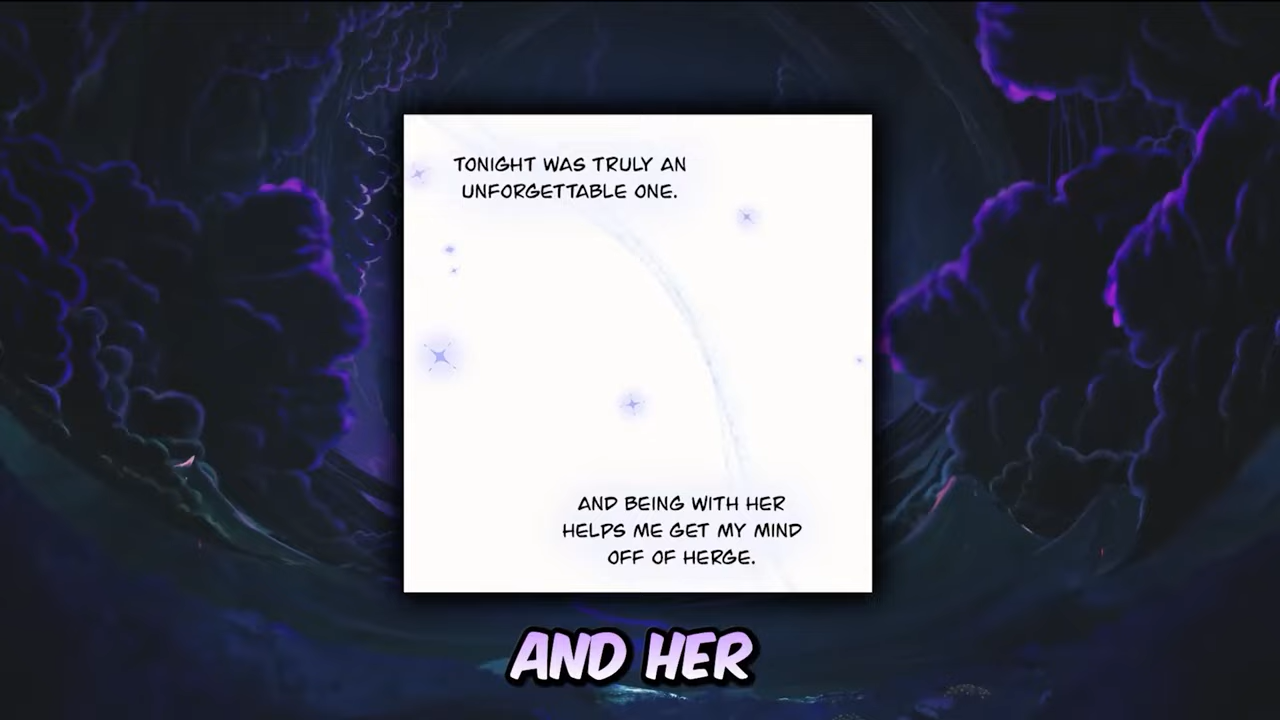 TONIGHT WAS TRULY AN
UNFORGETTABLE ONE.
AND BEING WITH HER
HELPS ME GET MY MIND
OFF OF HERGE.
AND HER